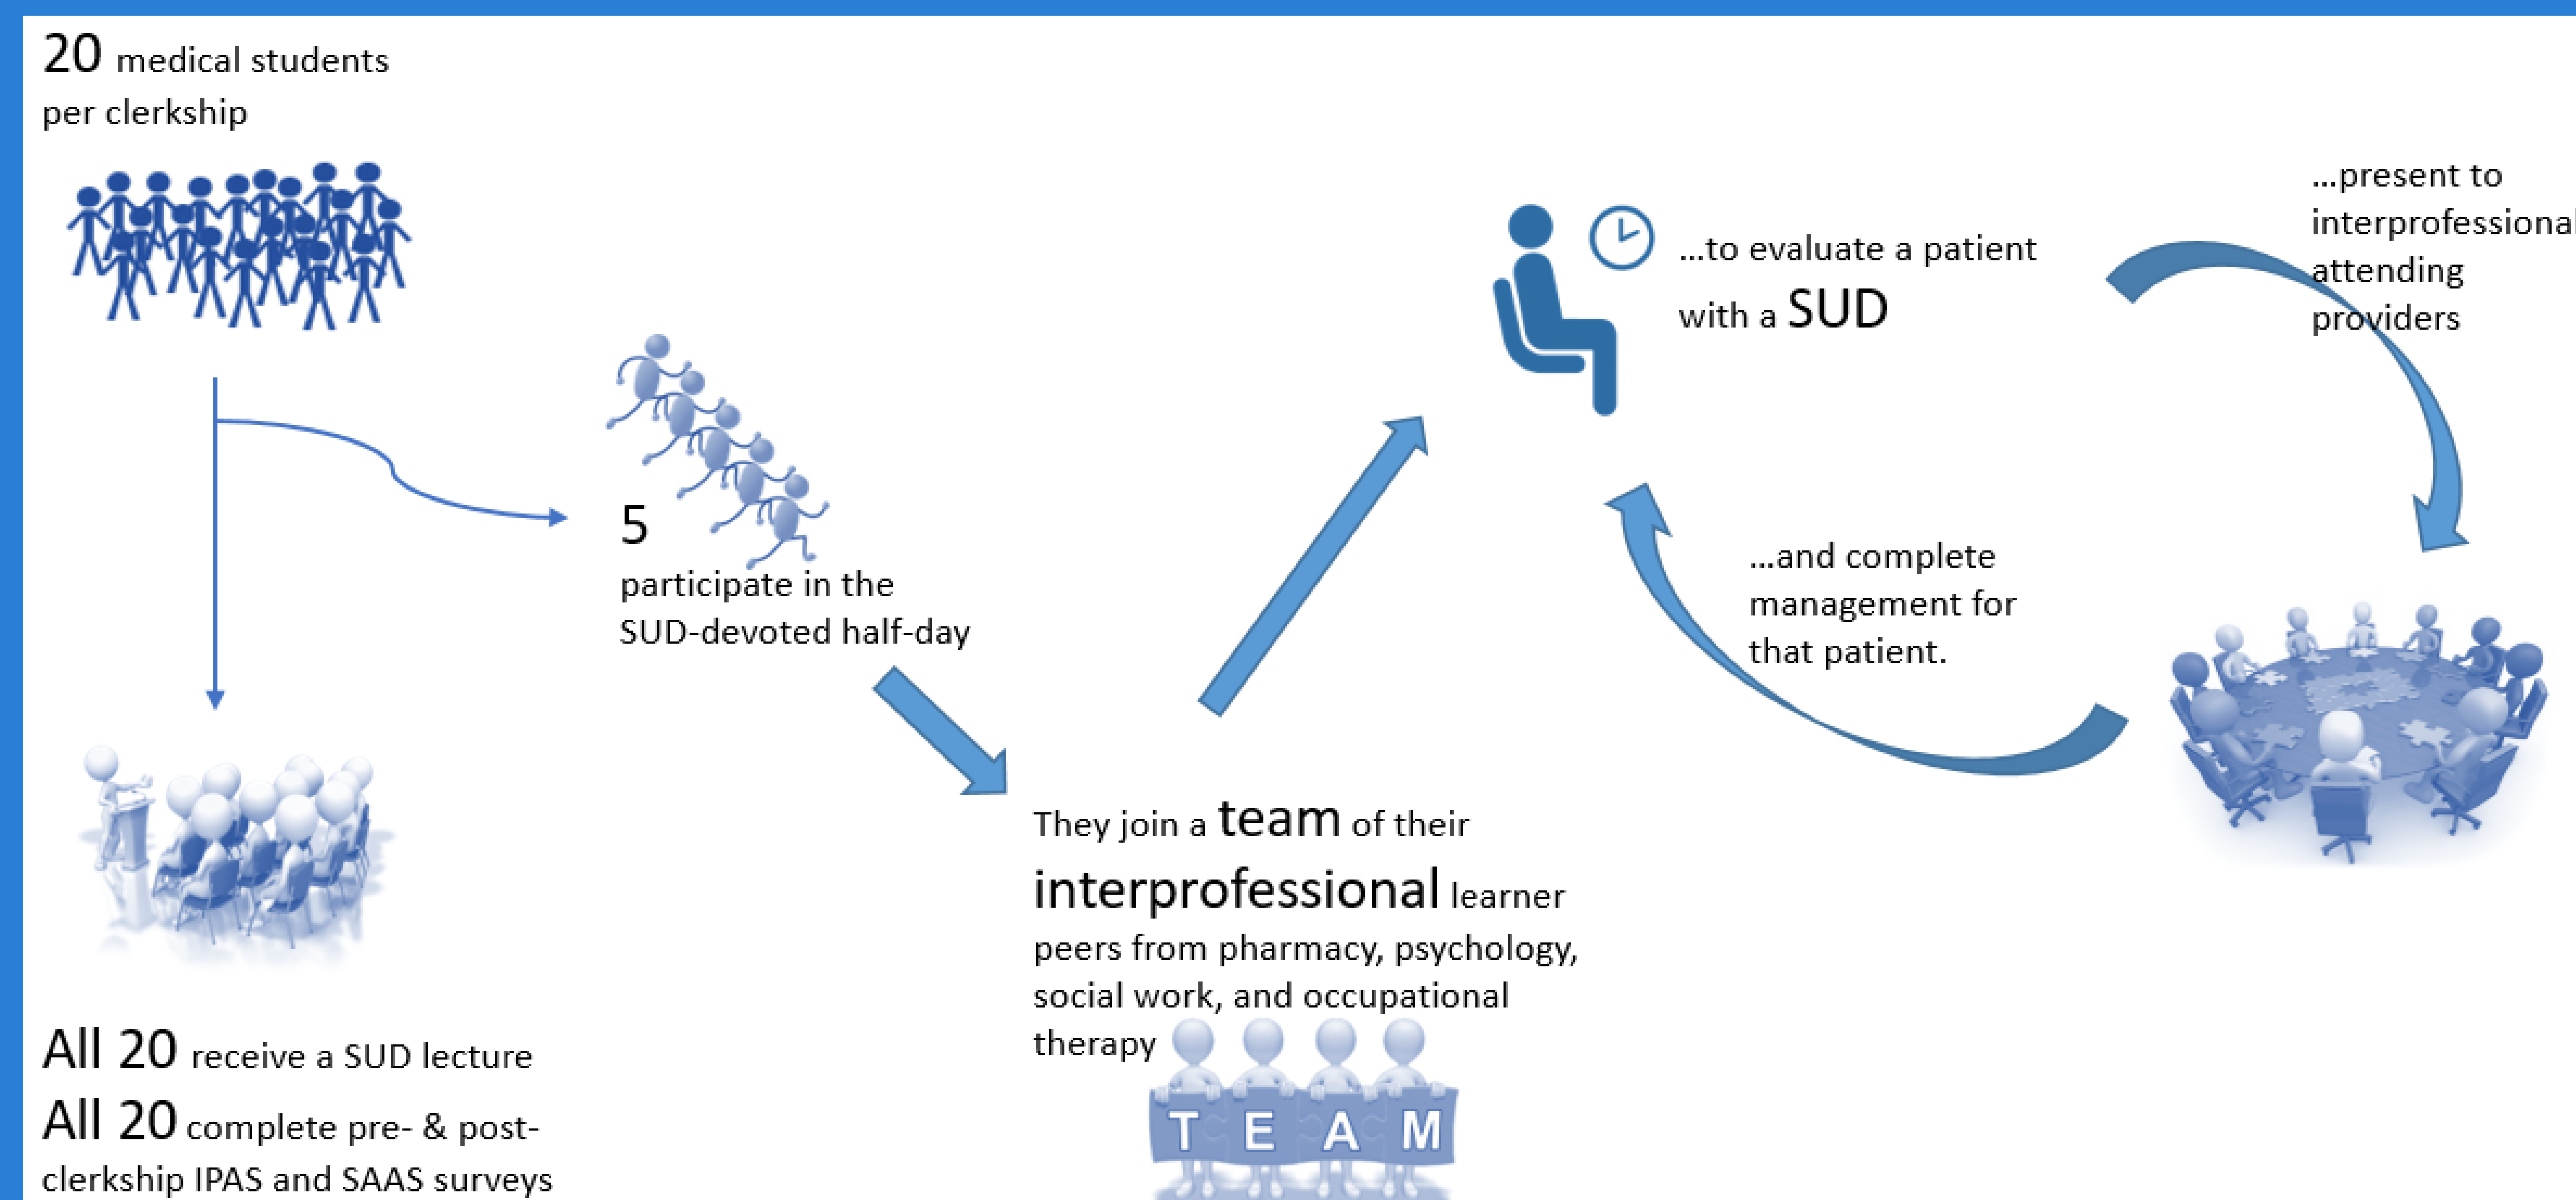 20 medical students
per clerkship
5
participate in the
SUD-devoted half-day
All 20 receive a SUD lecture
All 20 complete pre- & post-
clerkship IPAS and SAAS surveys
They join a team of their
interprofessional learner
peers from pharmacy, psychology,
social work, and occupational
therapy
TEAM
...to evaluate a patient
with a SUD
...present to
interprofessional
attending
providers
...and complete
management for
that patient.